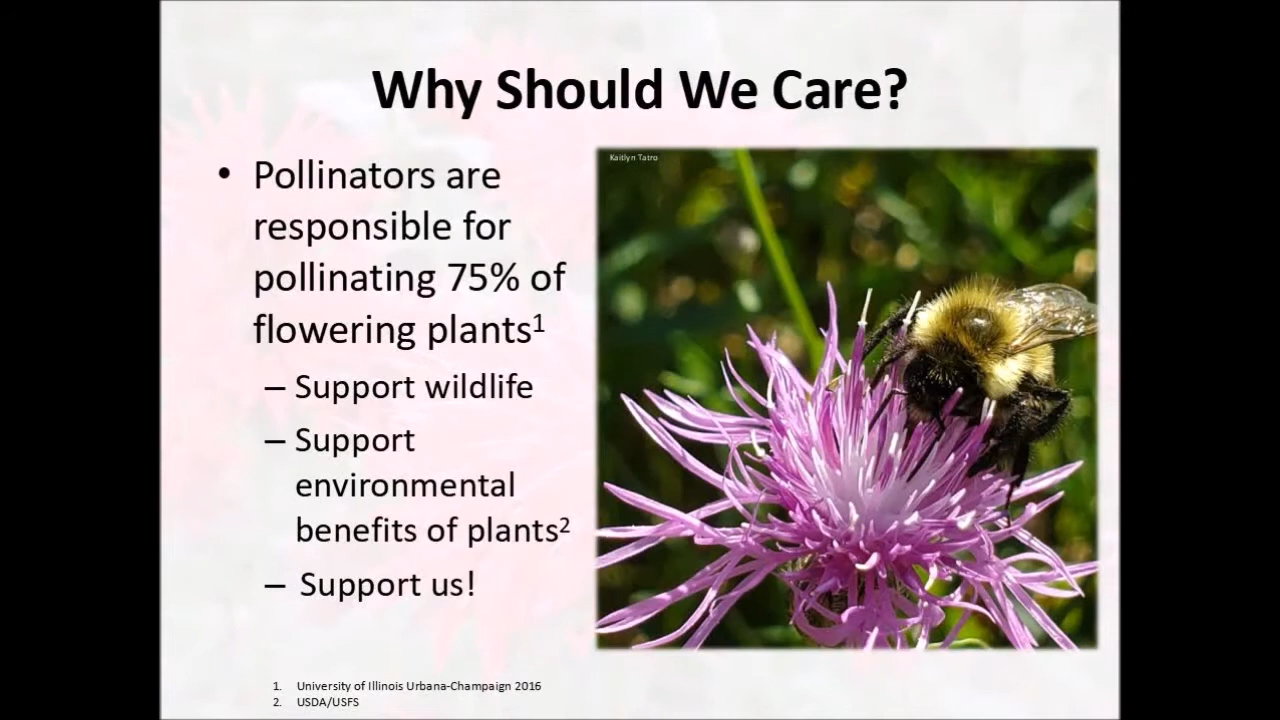 Why Should We Care?
Kaitlyn Tatro
• Pollinators are
responsible for
pollinating 75% of
flowering plants¹
– Support wildlife
– Support
environmental
benefits of plants²
– Support us!
1. University of Illinois Urbana-Champaign 2016
2. USDA/USFS